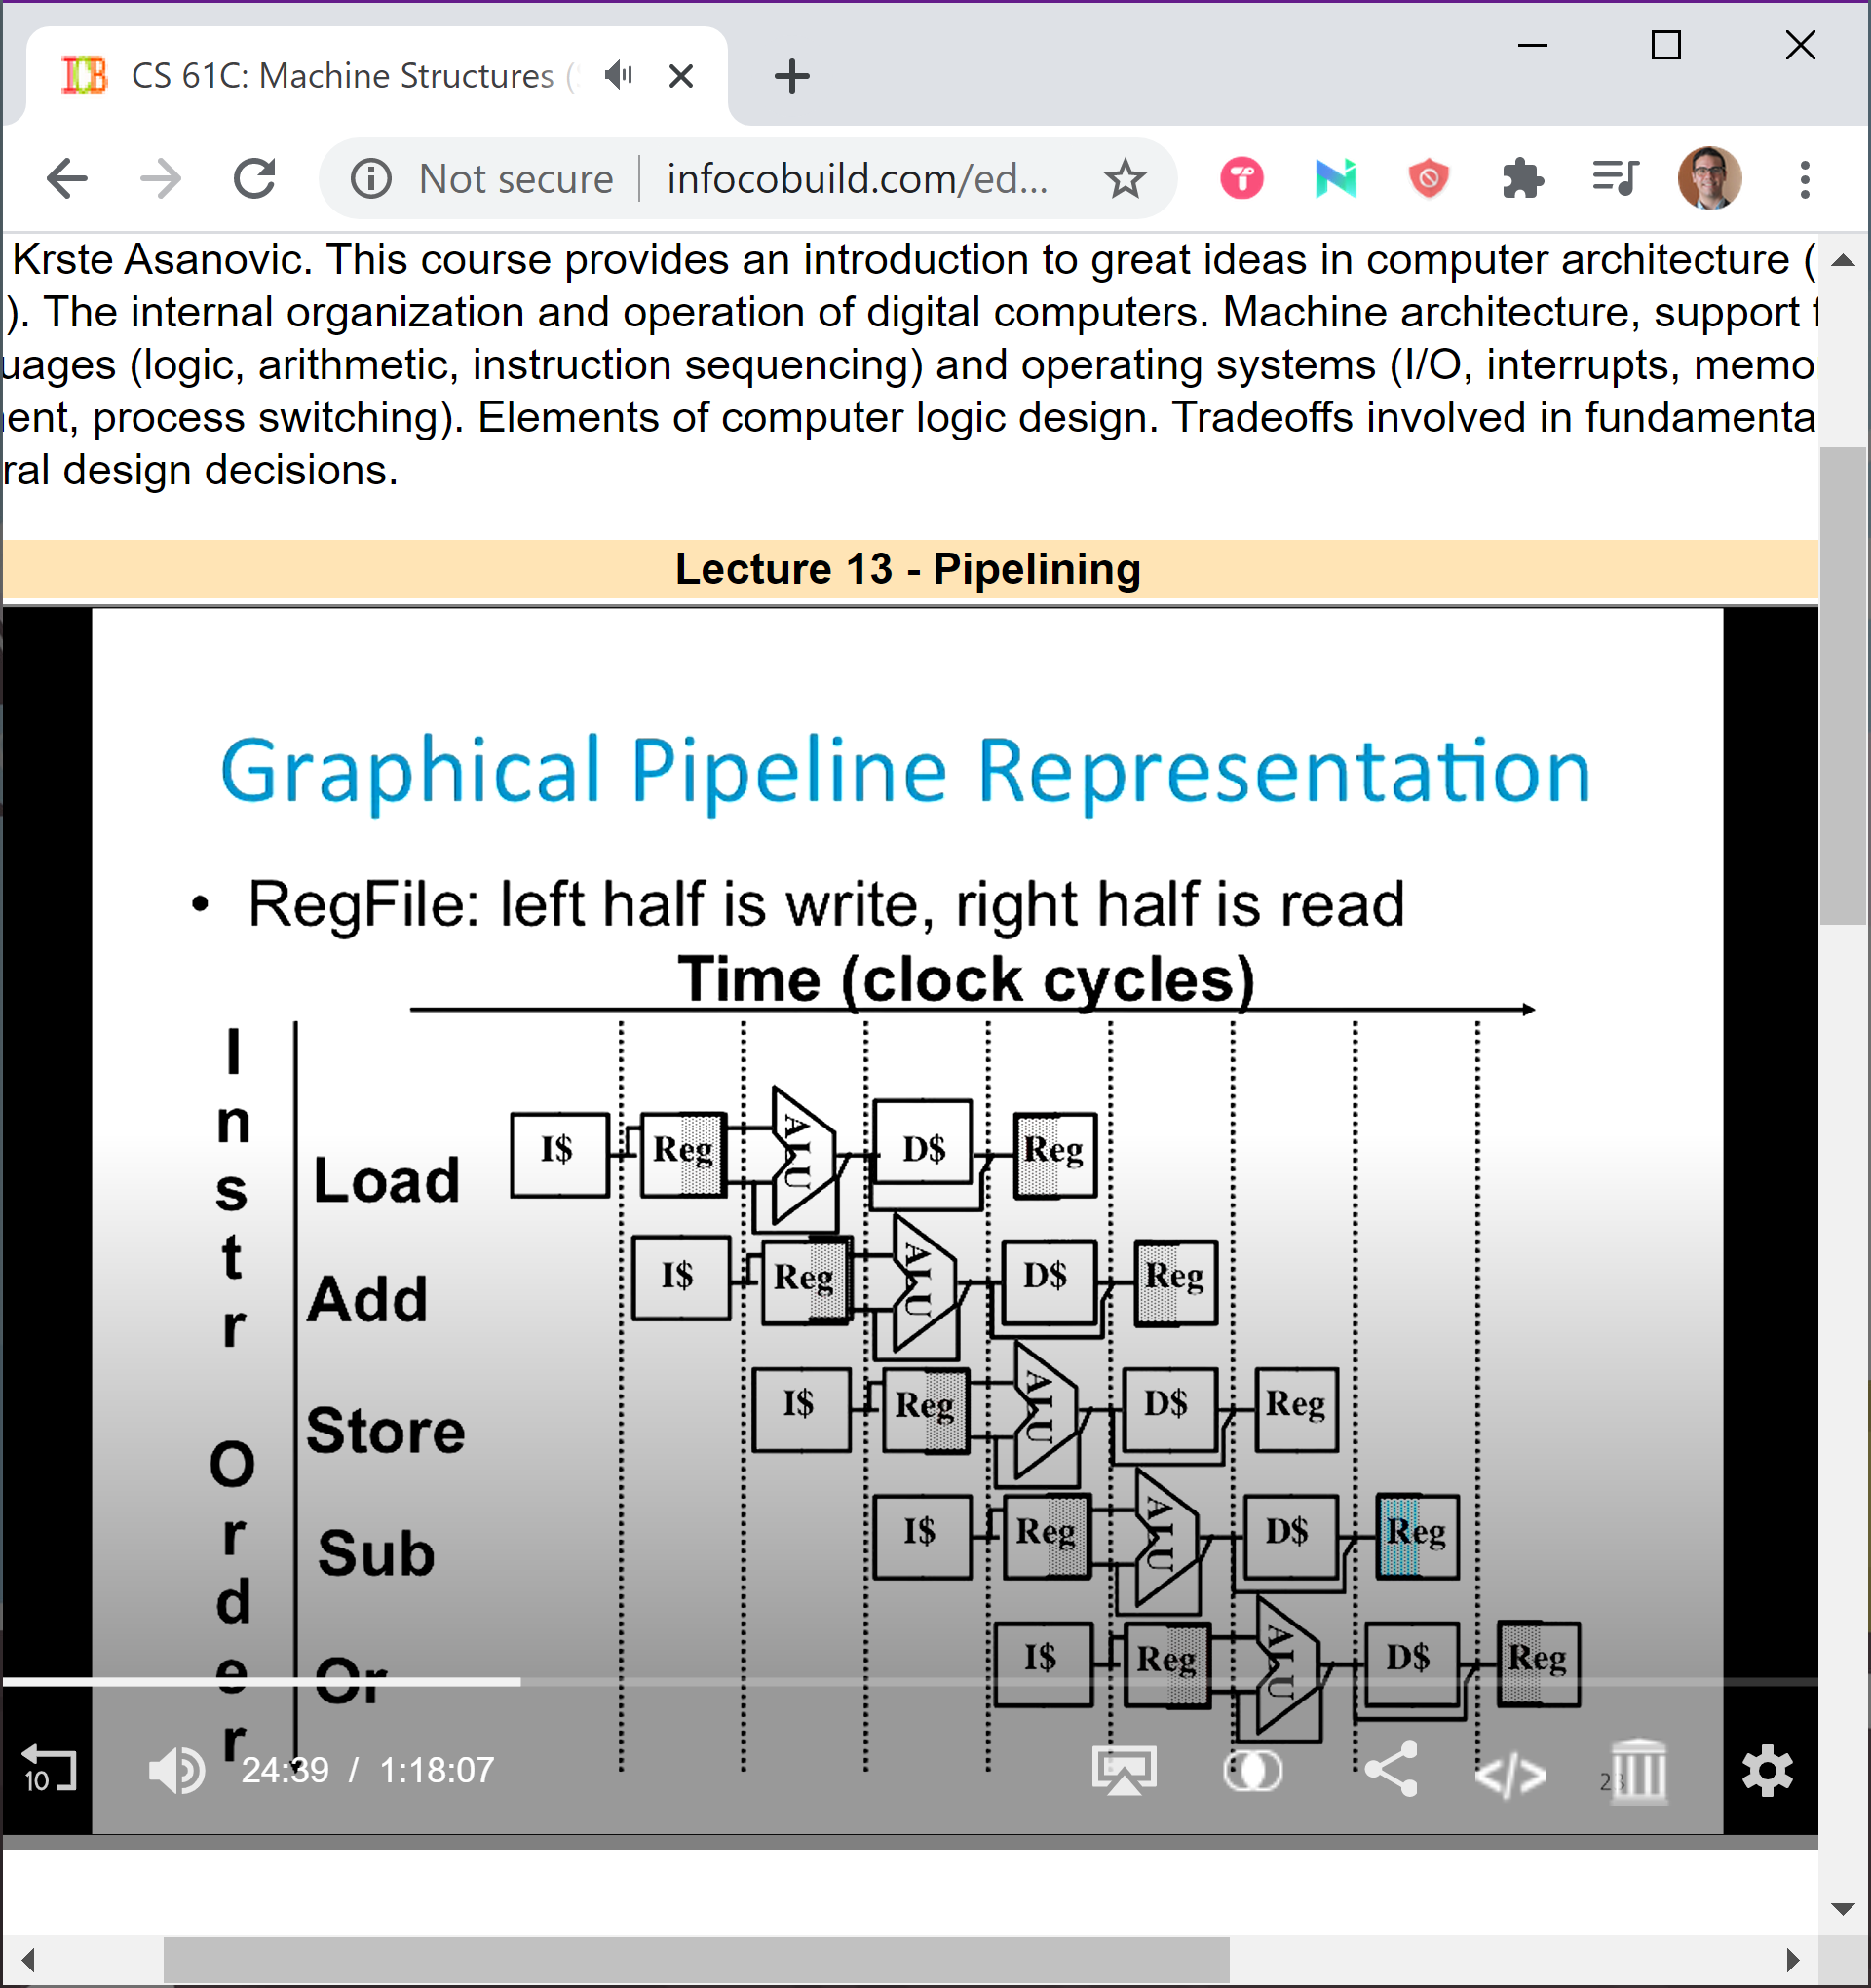 CS 61C: Machine Structures (
Not secure infocobuild.com/ed...
Krste Asanovic. This course provides an introduction to great ideas in computer architecture (
). The internal organization and operation of digital computers. Machine architecture, support f
uages (logic, arithmetic, instruction sequencing) and operating systems (I/O, interrupts, memo
ent, process switching). Elements of computer logic design. Tradeoffs involved in fundamenta
ral design decisions.
Lecture 13 - Pipelining
Graphical Pipeline Representation
• RegFile: left half is write, right half is read
Time (clock cycles)
Instr Order
Load I$ Reg ALU D$ Reg
Add I$ Reg ALU D$ Reg
Store I$ Reg ALU D$ Reg
Sub I$ Reg ALU D$ Reg
Or I$ Reg ALU D$ Reg
10 24:39 / 1:18:07 </>